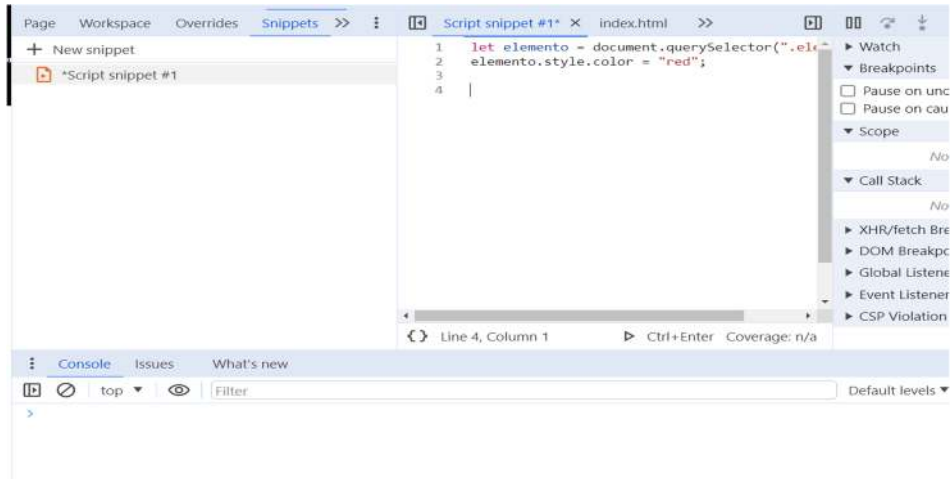 Page Workspace Overrides Snippets >> Script snippet #1* × index.html >>
+ New snippet
*Script snippet #1
1 let elemento = document.querySelector(".ele
2 elemento.style.color = "red";
3
4
Watch
Breakpoints
Pause on unc
Pause on cau
Scope
No
Call Stack
No
XHR/fetch Bre
DOM Breakpo
Global Listene
Event Listener
CSP Violation
{} Line 4, Column 1 Ctrl+Enter Coverage: n/a
Console Issues What's new
top Filter Default levels
>